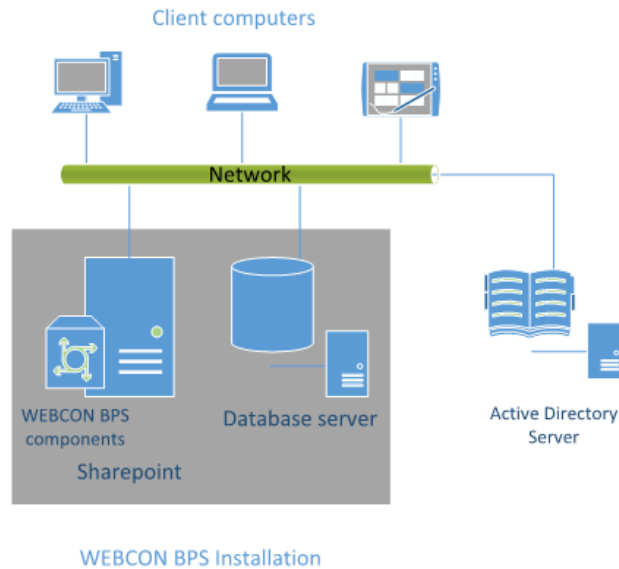 Client computers
Network
WEBCON BPS
components
Database server
Sharepoint
Active Directory
Server
WEBCON BPS Installation